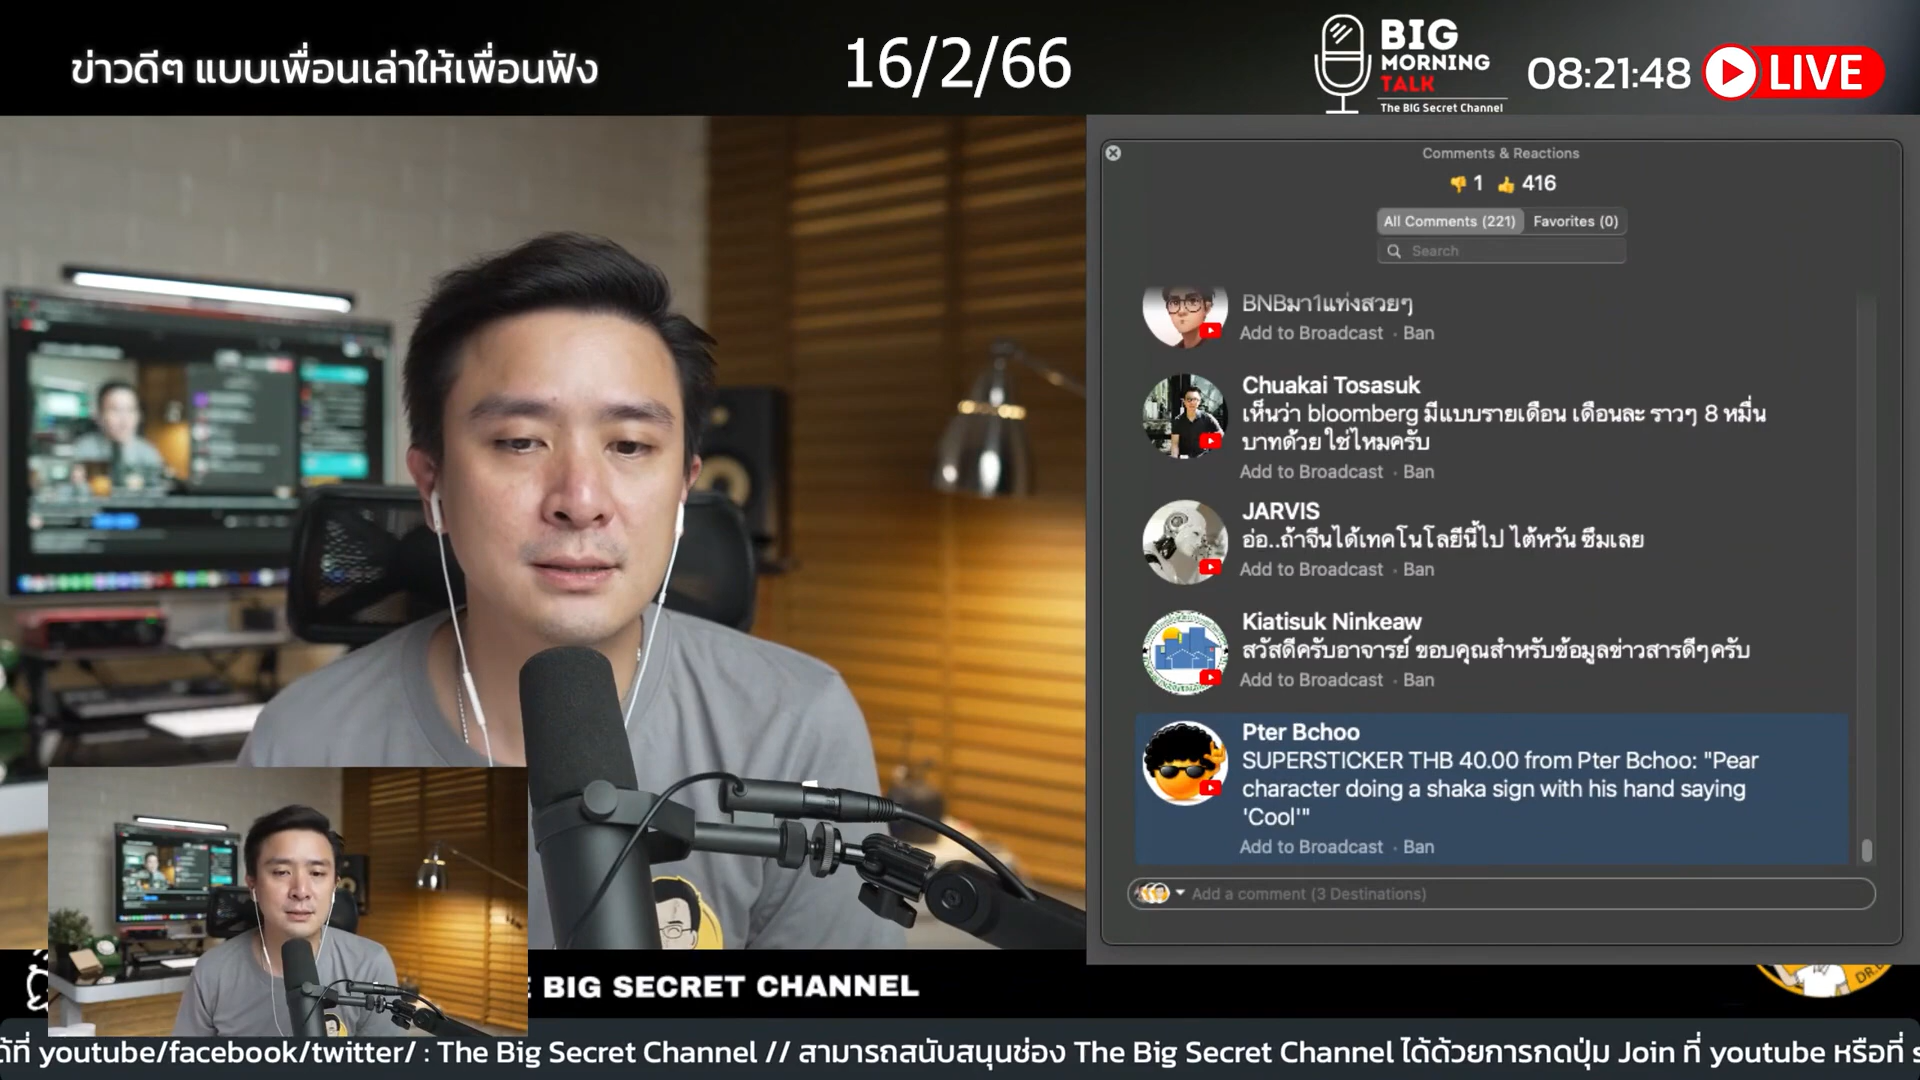 ข่าวดีๆ แบบเพื่อนเล่าให้เพื่อนฟัง
16/2/66
BIG
MORNING
TALK
The BIG Secret Channel
08:21:48
LIVE
Comments & Reactions
1 416
All Comments (221) Favorites (0)
Search
BNBมา1แท่งสวยๆ
Add to Broadcast · Ban
Chuakai Tosasuk
เห็นว่า bloomberg มีแบบรายเดือน เดือนละ ราวๆ 8 หมื่น
บาทด้วย ใช่ไหมครับ
Add to Broadcast · Ban
JARVIS
อ่อ..ถ้าจีนได้เทคโนโลยีนี้ไป ไต้หวัน ซึมเลย
Add to Broadcast · Ban
Kiatisuk Ninkeaw
สวัสดีครับอาจารย์ ขอบคุณสำหรับข้อมูลข่าวสารดีๆครับ
Add to Broadcast · Ban
Pter Bchoo
SUPERSTICKER THB 40.00 from Pter Bchoo: "Pear
character doing a shaka sign with his hand saying
'Cool'"
Add to Broadcast · Ban
Add a comment (3 Destinations)
BIG SECRET CHANNEL
ได้ที่ youtube/facebook/twitter/ : The Big Secret Channel // สามารถสนับสนุนช่อง The Big Secret Channel ได้ด้วยการกดปุ่ม Join ที่ youtube หรือที่